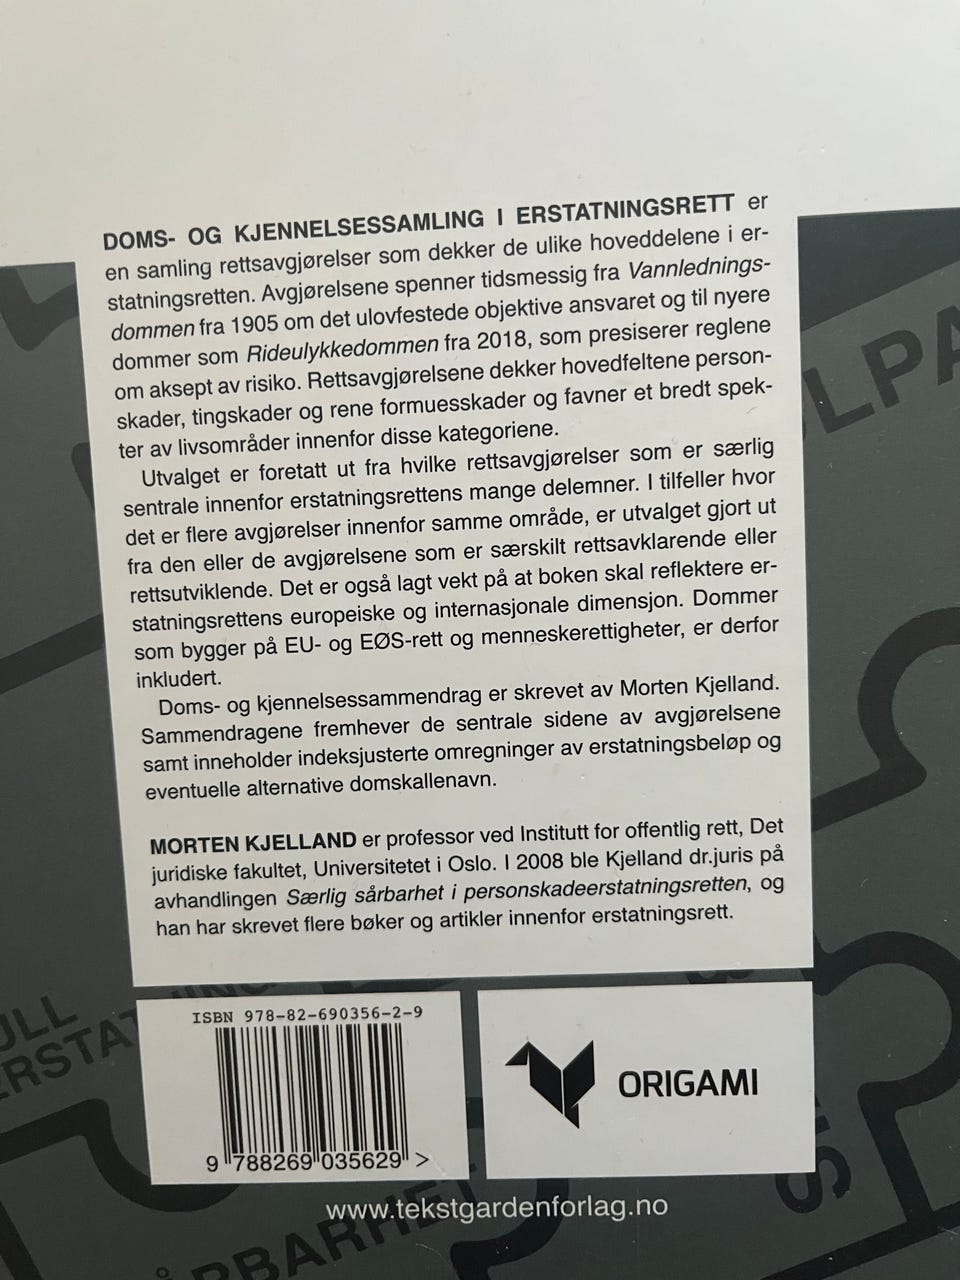 DOMS- OG KJENNELSESSAMLING I ERSTATNINGSRETT er
en samling rettsavgjørelser som dekker de ulike hoveddelene i er-
statningsretten. Avgjørelsene spenner tidsmessig fra Vannlednings-
dommen fra 1905 om det ulovfestede objektive ansvaret og til nyere
dommer som Rideulykkedommen fra 2018, som presiserer reglene
om aksept av risiko. Rettsavgjørelsene dekker hovedfeltene person-
skader, tingskader og rene formuesskader og favner et bredt spek-
ter av livsområder innenfor disse kategoriene.
Utvalget er foretatt ut fra hvilke rettsavgjørelser som er særlig
sentrale innenfor erstatningsrettens mange delemner. I tilfeller hvor
det er flere avgjørelser innenfor samme område, er utvalget gjort ut
fra den eller de avgjørelsene som er særskilt rettsavklarende eller
rettsutviklende. Det er også lagt vekt på at boken skal reflektere er-
statningsrettens europeiske og internasjonale dimensjon. Dommer
som bygger på EU- og EØS-rett og menneskerettigheter, er derfor
inkludert.
Doms- og kjennelsessammendrag er skrevet av Morten Kjelland.
Sammendragene fremhever de sentrale sidene av avgjørelsene
samt inneholder indeksjusterte omregninger av erstatningsbeløp og
eventuelle alternative domskallenavn.
MORTEN KJELLAND er professor ved Institutt for offentlig rett, Det
juridiske fakultet, Universitetet i Oslo. I 2008 ble Kjelland dr.juris på
avhandlingen Særlig sårbarhet i personskadeerstatningsretten, og
han har skrevet flere bøker og artikler innenfor erstatningsrett.
ISBN 978-82-690356-2-9
9 788269 035629 >
ORIGAMI
www.tekstgardenforlag.no